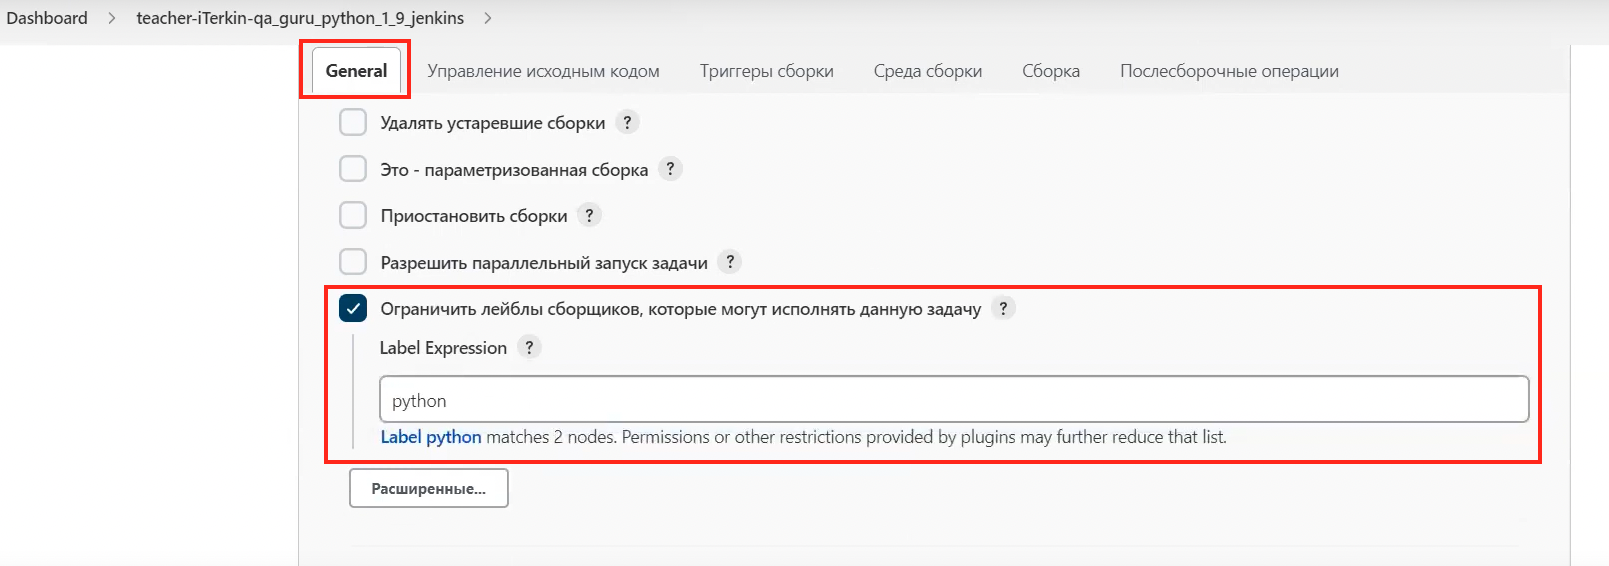 Dashboard > teacher-iTerkin-qa_guru_python_1_9_jenkins >
General Управление исходным кодом Триггеры сборки Среда сборки Сборка Послесборочные операции
Удалять устаревшие сборки ?
Это - параметризованная сборка ?
Приостановить сборки ?
Разрешить параллельный запуск задачи ?
Ограничить лейблы сборщиков, которые могут исполнять данную задачу ?
Label Expression ?
python
Label python matches 2 nodes. Permissions or other restrictions provided by plugins may further reduce that list.
Расширенные...